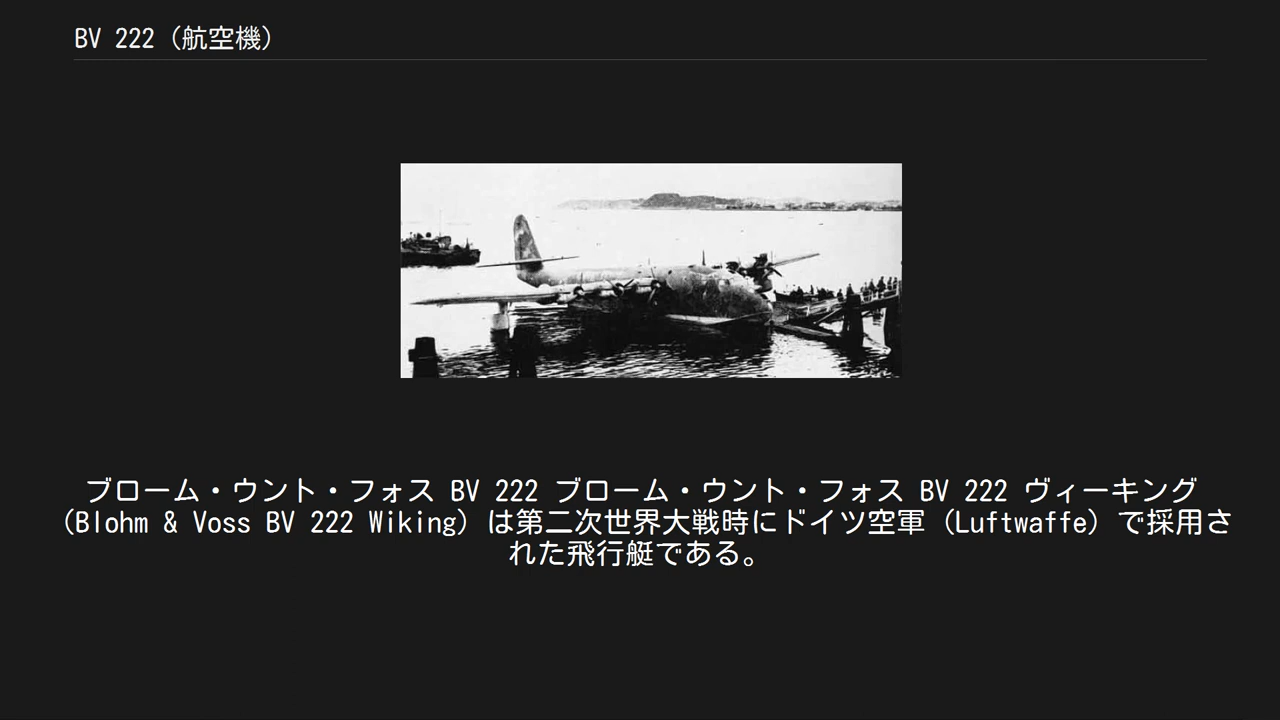 BV 222 (航空機)
ブローム・ウント・フォス BV 222 ブローム・ウント・フォス BV 222 ヴィーキング
(Blohm & Voss BV 222 Wiking) は第二次世界大戦時にドイツ空軍 (Luftwaffe) で採用さ
れた飛行艇である。